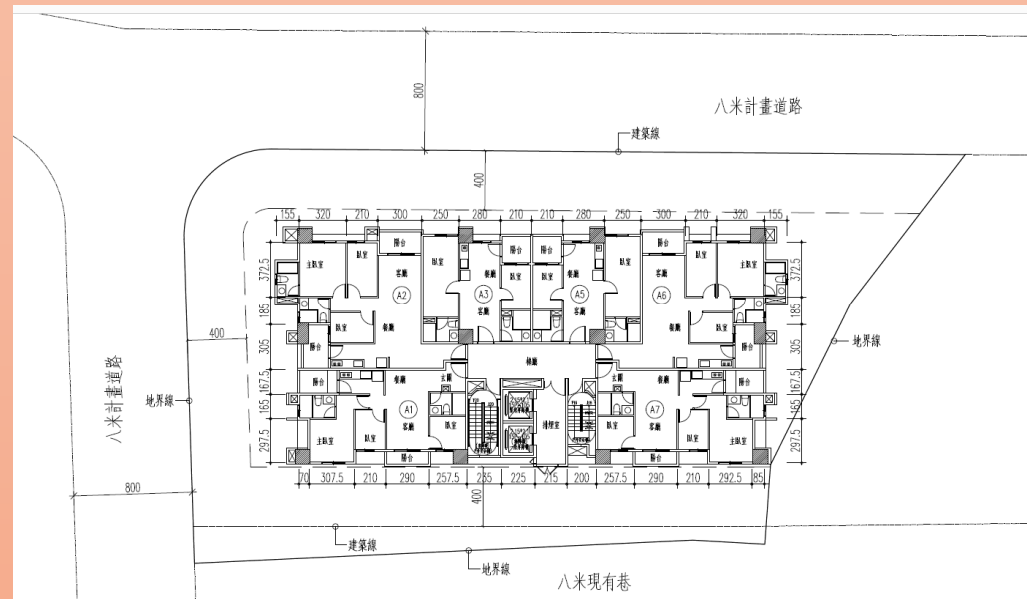 八米計畫道路
800
建築線
400
155 320 210 300 250 280 210 210 280 250 300 210 320 155
陽台 陽台 陽台 陽台
主臥室 臥室 客廳 臥室 餐廳 臥室 臥室 餐廳 臥室 客廳 臥室 主臥室
372.5 372.5
A2 A3 A5 A6
客廳 客廳
185 185
臥室 餐廳 餐廳 臥室
400
305 陽台 陽台 305
地界線
梯廳
167.5 陽台 餐廳 玄關 玄關 餐廳 陽台 167.5
八米計畫道路
地界線
165 165
A1 A7
297.5 主臥室 臥室 客廳 臥室 排煙室 臥室 客廳 臥室 主臥室 297.5
陽台 陽台
70 307.5 210 290 257.5 235 225 215 200 257.5 290 210 292.5 85
800
400
建築線
地界線
八米現有巷